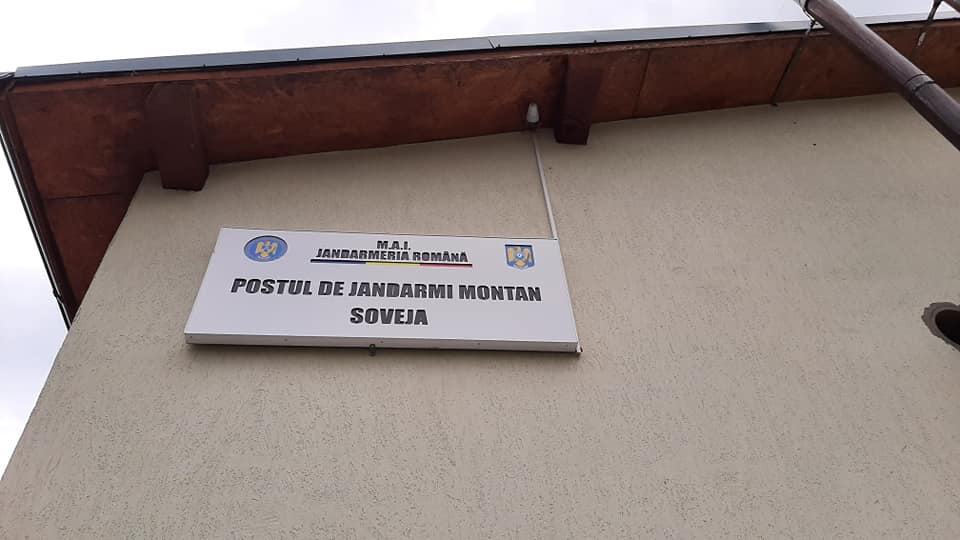 M.A.I.
JANDARMERIA ROMÂNĂ
POSTUL DE JANDARMI MONTAN
SOVEJA